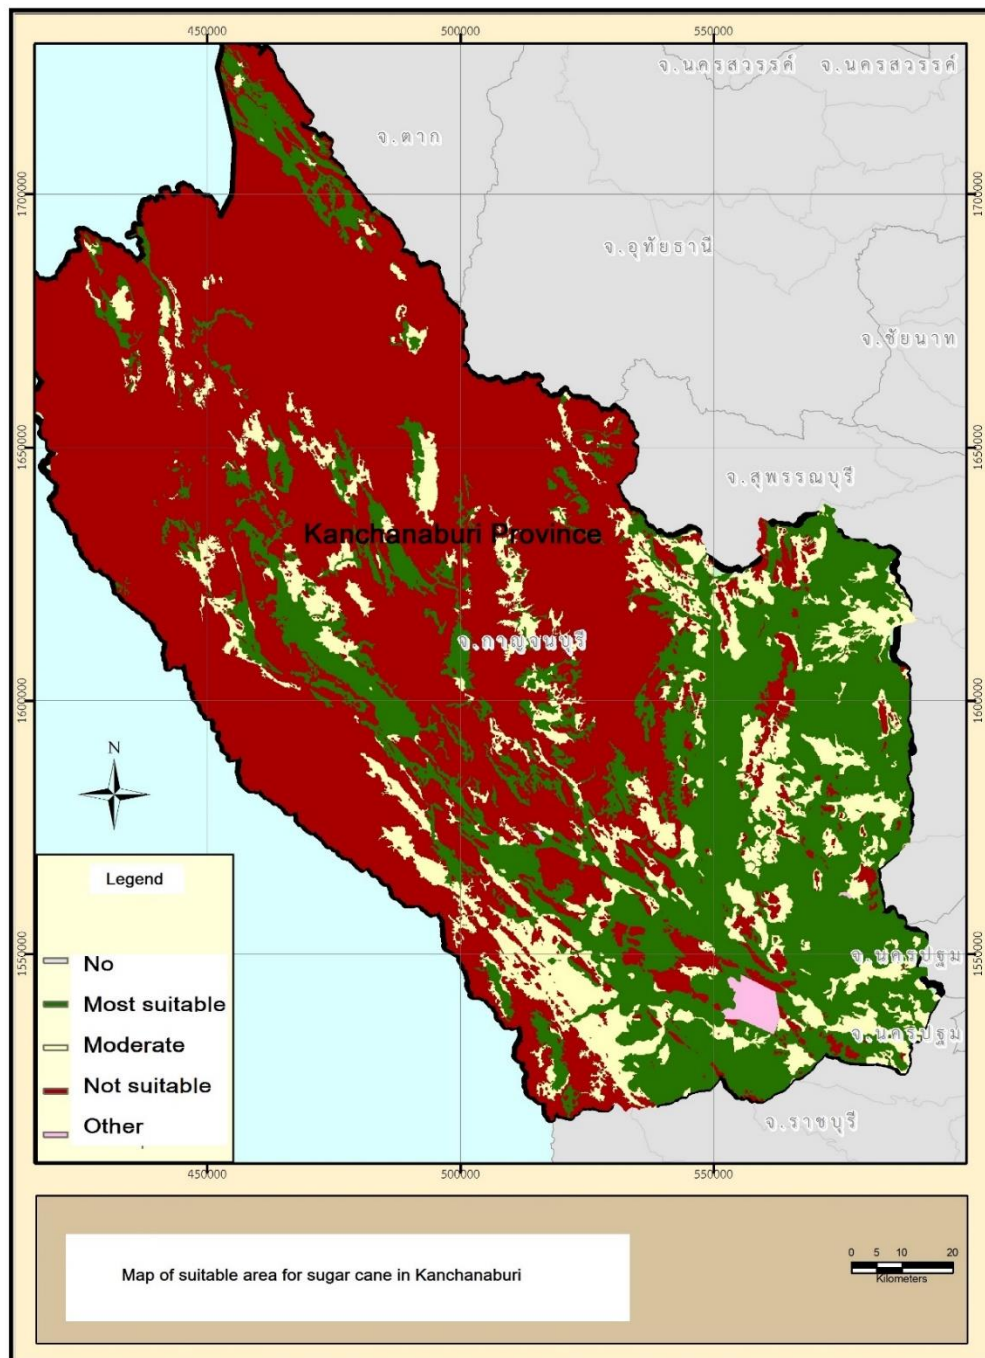 450000 500000 550000
จ.นครสวรรค์ จ.นครสวรรค์
จ.ตาก
1700000 1700000
จ.อุทัยธานี
จ.ชัยนาท
1650000 1650000
จ.สุพรรณบุรี
Kanchanaburi Province
จ.กาญจนบุรี
1600000 1600000
N
Legend
No
Most suitable
Moderate
Not suitable
Other
1550000 1550000
จ.นครปฐม
จ.นครปฐม
จ.ราชบุรี
450000 500000 550000
Map of suitable area for sugar cane in Kanchanaburi
0 5 10 20
Kilometers